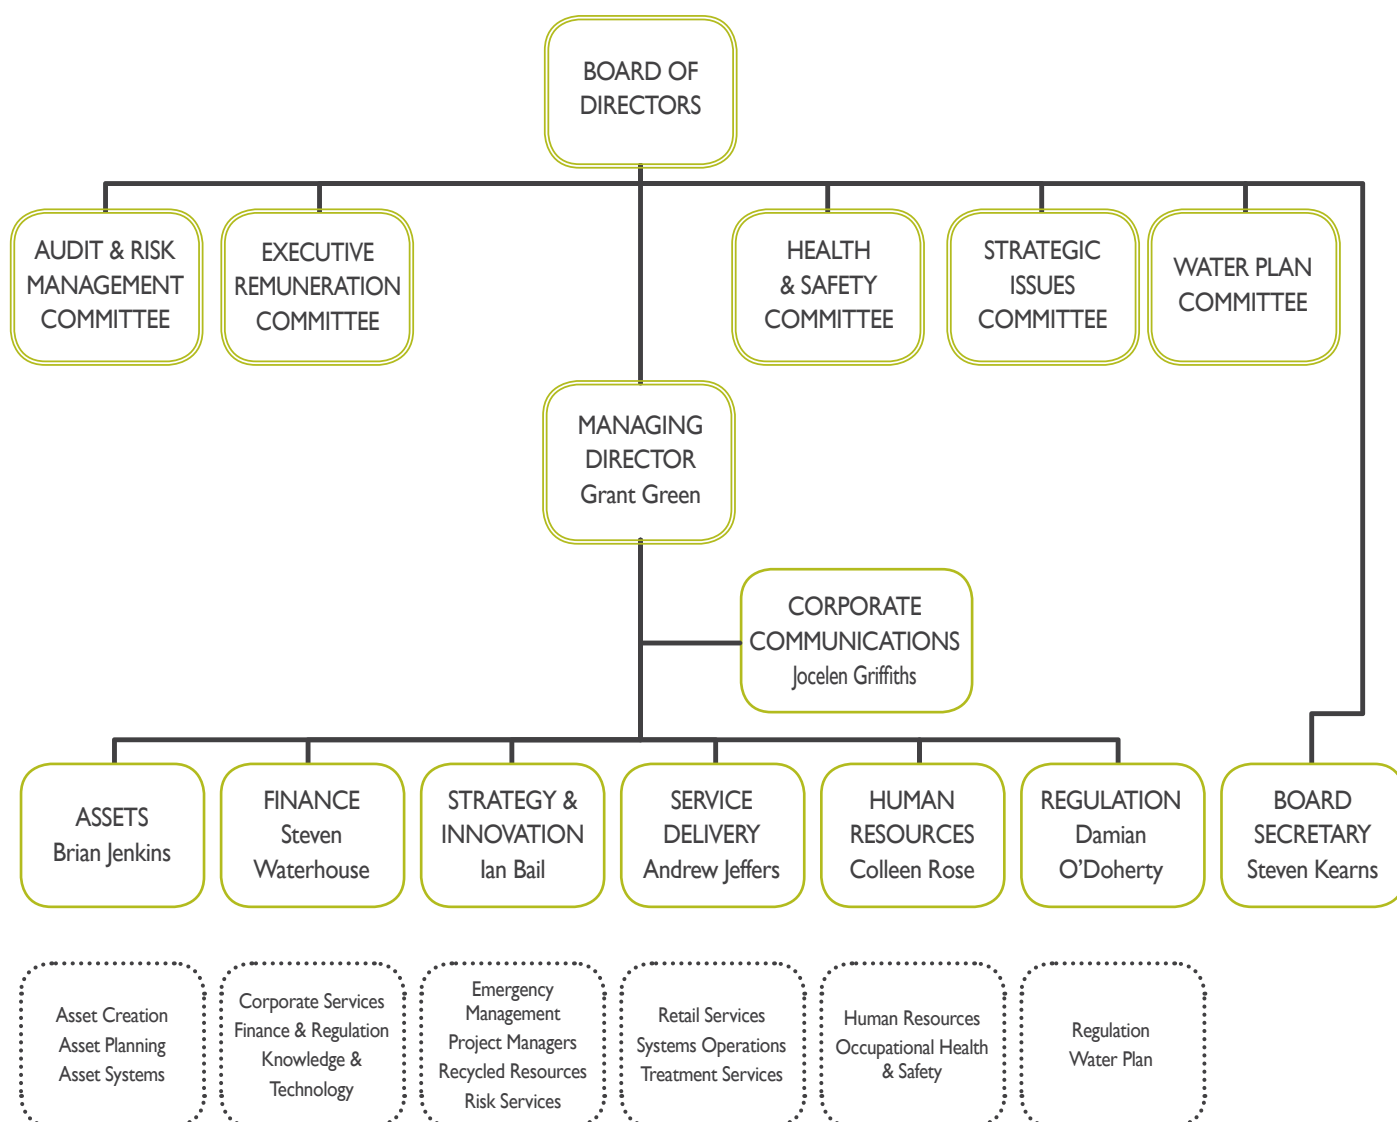 BOARD OF
DIRECTORS
AUDIT & RISK
MANAGEMENT
COMMITTEE
EXECUTIVE
REMUNERATION
COMMITTEE
HEALTH
& SAFETY
COMMITTEE
STRATEGIC
ISSUES
COMMITTEE
WATER PLAN
COMMITTEE
MANAGING
DIRECTOR
Grant Green
CORPORATE
COMMUNICATIONS
Jocelen Griffiths
ASSETS
Brian Jenkins
FINANCE
Steven
Waterhouse
STRATEGY &
INNOVATION
Ian Bail
SERVICE
DELIVERY
Andrew Jeffers
HUMAN
RESOURCES
Colleen Rose
REGULATION
Damian
O’Doherty
BOARD
SECRETARY
Steven Kearns
Asset Creation
Asset Planning
Asset Systems
Corporate Services
Finance & Regulation
Knowledge &
Technology
Emergency
Management
Project Managers
Recycled Resources
Risk Services
Retail Services
Systems Operations
Treatment Services
Human Resources
Occupational Health
& Safety
Regulation
Water Plan